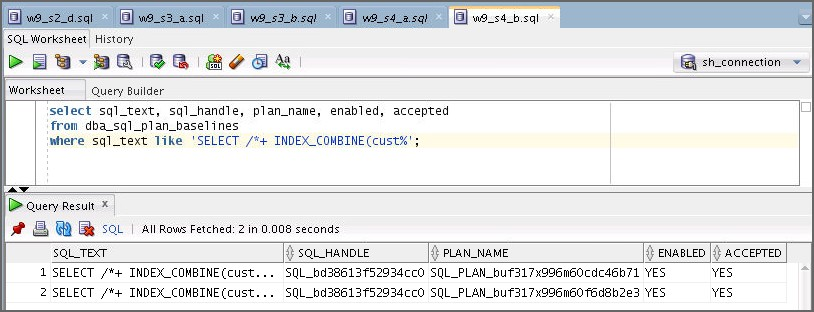 w9_s2_d.sql w9_s3_a.sql w9_s3_b.sql w9_s4_a.sql w9_s4_b.sql
SQL Worksheet History
sh_connection
Worksheet Query Builder
select sql_text, sql_handle, plan_name, enabled, accepted
from dba_sql_plan_baselines
where sql_text like 'SELECT /*+ INDEX_COMBINE(cust%';
Query Result x
SQL | All Rows Fetched: 2 in 0.008 seconds
SQL_TEXT SQL_HANDLE PLAN_NAME ENABLED ACCEPTED
1 SELECT /*+ INDEX_COMBINE(cust... SQL_bd38613f52934cc0 SQL_PLAN_buf317x996m60cdc46b71 YES YES
2 SELECT /*+ INDEX_COMBINE(cust... SQL_bd38613f52934cc0 SQL_PLAN_buf317x996m60f6d8b2e3 YES YES